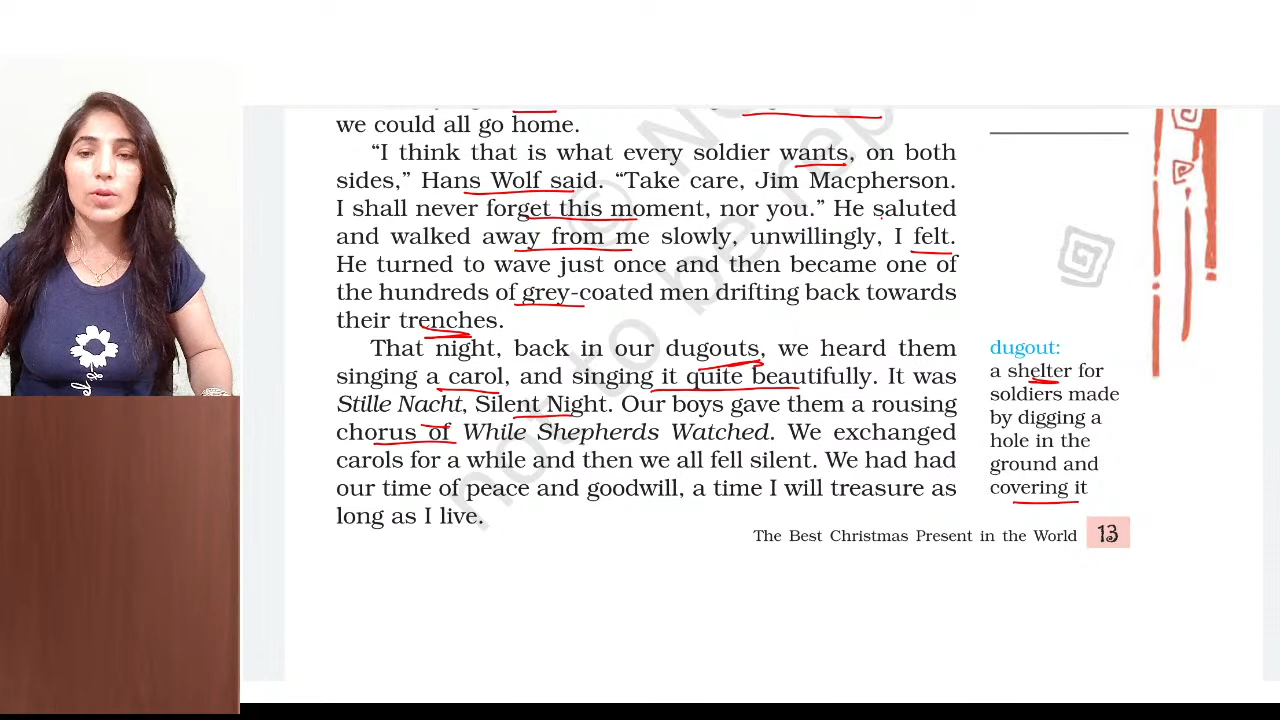 we could all go home.
“I think that is what every soldier wants, on both
sides,” Hans Wolf said. “Take care, Jim Macpherson.
I shall never forget this moment, nor you.” He saluted
and walked away from me slowly, unwillingly, I felt.
He turned to wave just once and then became one of
the hundreds of grey-coated men drifting back towards
their trenches.
That night, back in our dugouts, we heard them
singing a carol, and singing it quite beautifully. It was
Stille Nacht, Silent Night. Our boys gave them a rousing
chorus of While Shepherds Watched. We exchanged
carols for a while and then we all fell silent. We had had
our time of peace and goodwill, a time I will treasure as
long as I live.
dugout:
a shelter for
soldiers made
by digging a
hole in the
ground and
covering it
The Best Christmas Present in the World 13
not to be rep